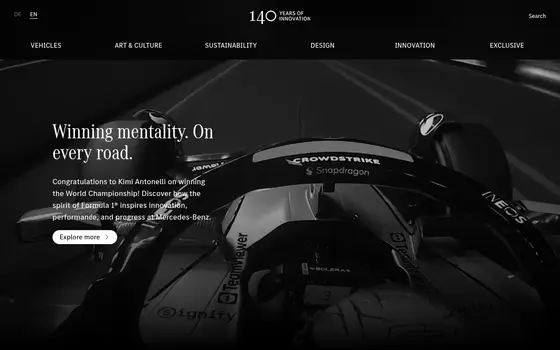 DE
EN
140 YEARS OF
INNOVATION
Search
VEHICLES
ART & CULTURE
SUSTAINABILITY
DESIGN
INNOVATION
EXCLUSIVE
Winning mentality. On
every road.
Congratulations to Kimi Antonelli on winning
the World Championship! Discover how the
spirit of Formula 1® inspires innovation,
performance, and progress at Mercedes-Benz.
Explore more
CROWDSTRIKE
Snapdragon
INEOS
TeamViewer
Signify